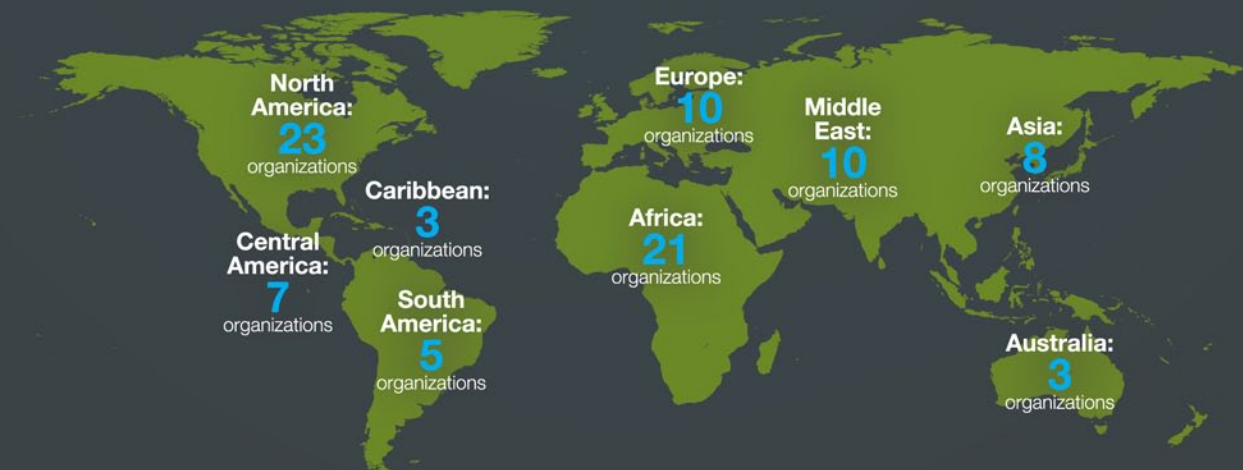 North
America:
23
organizations
Caribbean:
3
organizations
Central
America:
7
organizations
South
America:
5
organizations
Europe:
10
organizations
Africa:
21
organizations
Middle
East:
10
organizations
Asia:
8
organizations
Australia:
3
organizations